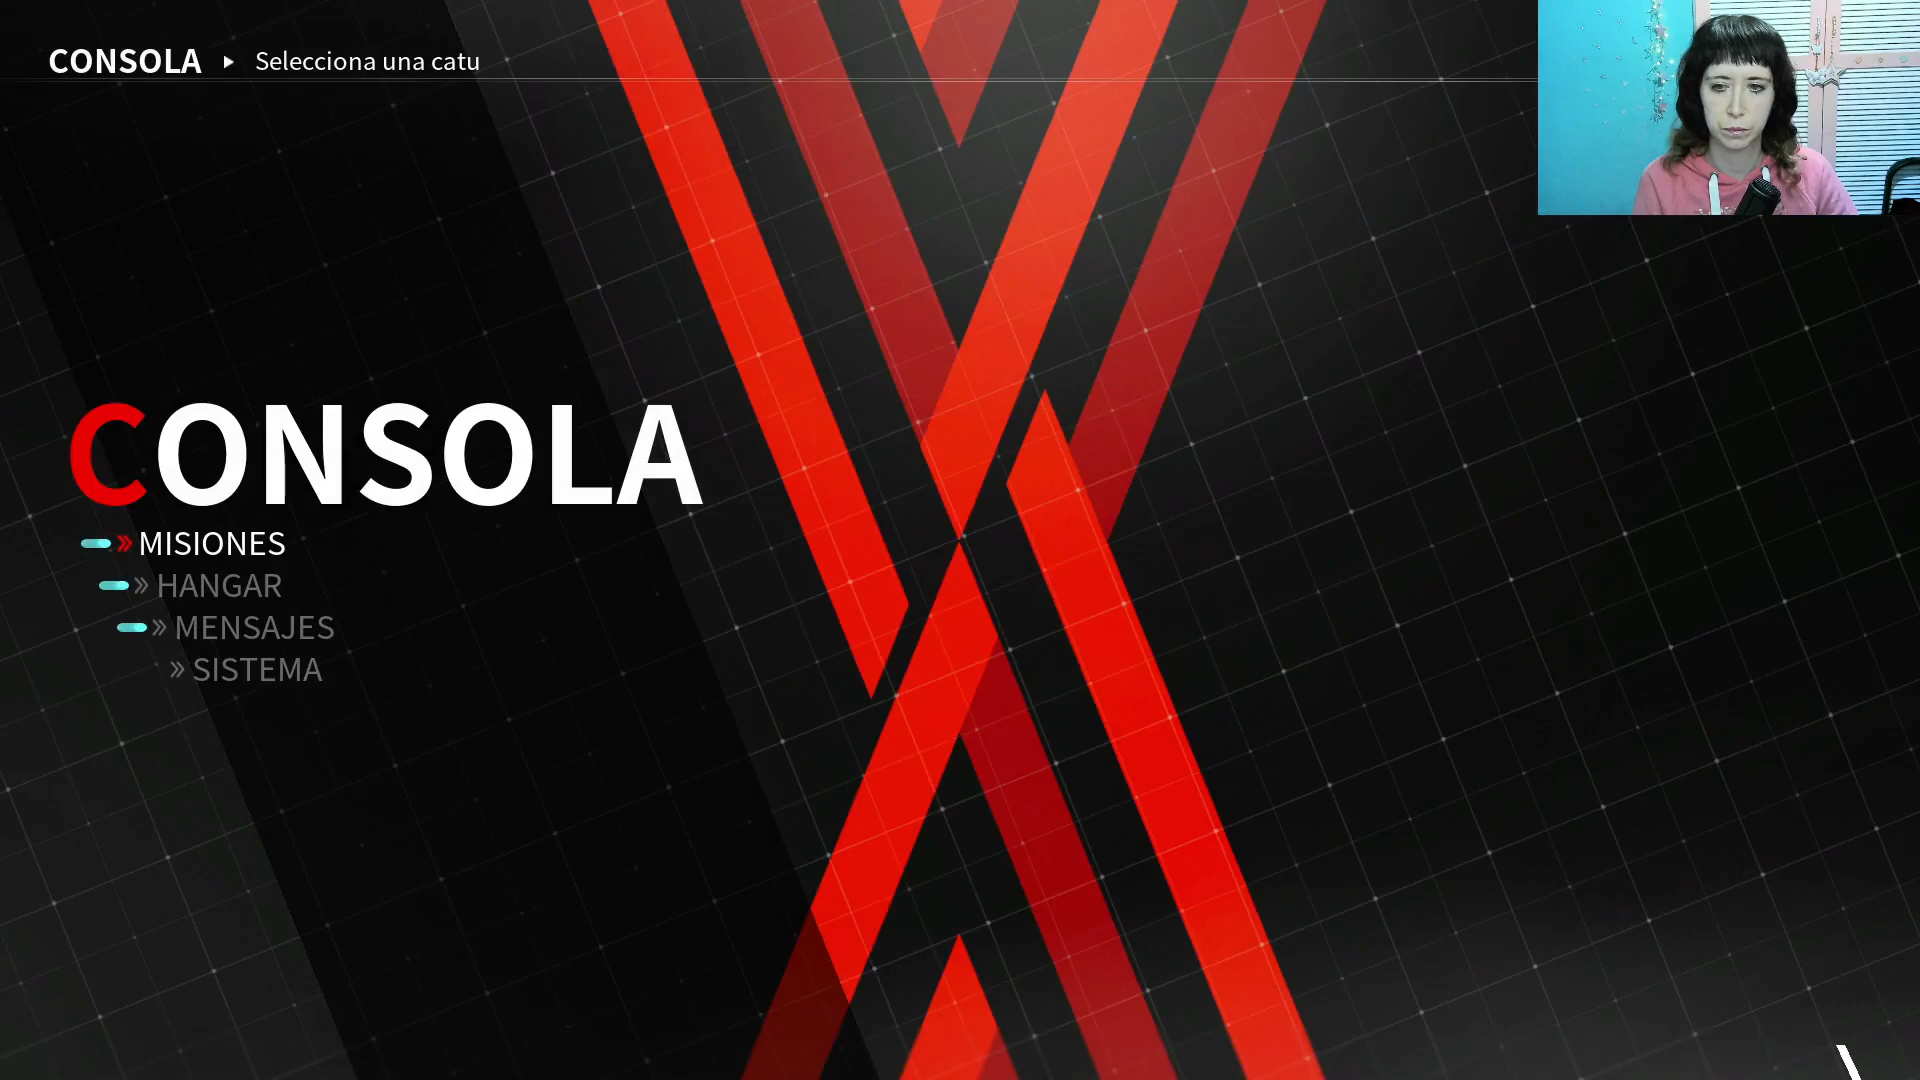 CONSOLA ▶ Selecciona una catu
CONSOLA
» MISIONES
» HANGAR
» MENSAJES
» SISTEMA